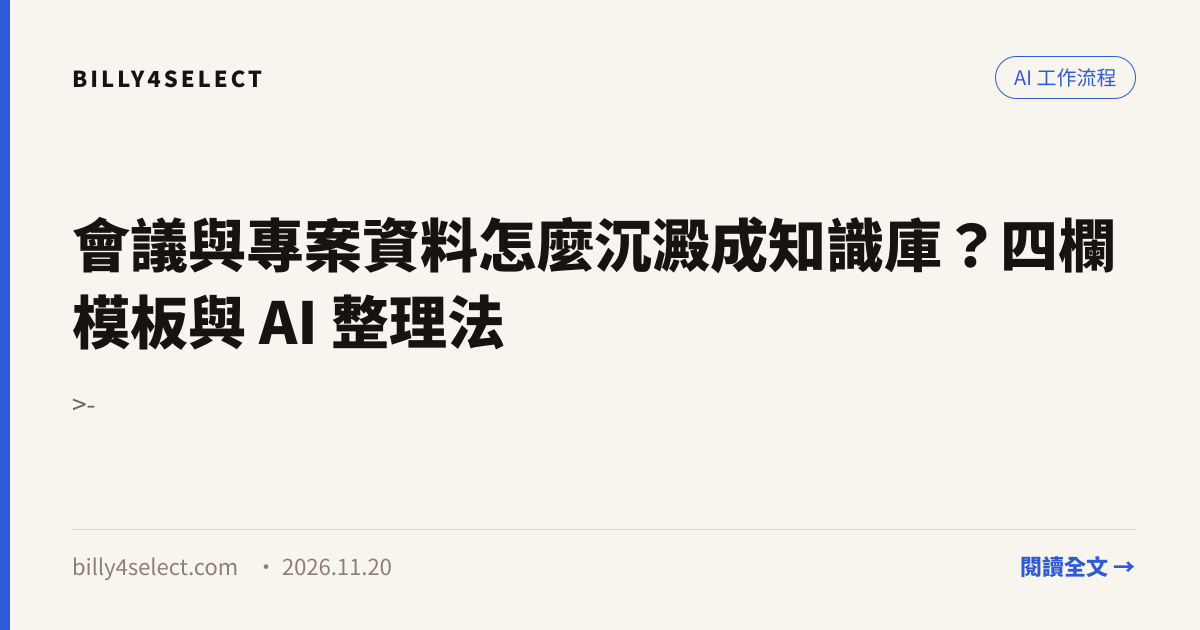 BILLY4SELECT
AI 工作流程
會議與專案資料怎麼沉澱成知識庫？四欄
模板與 AI 整理法
>-
billy4select.com • 2026.11.20
閱讀全文 →